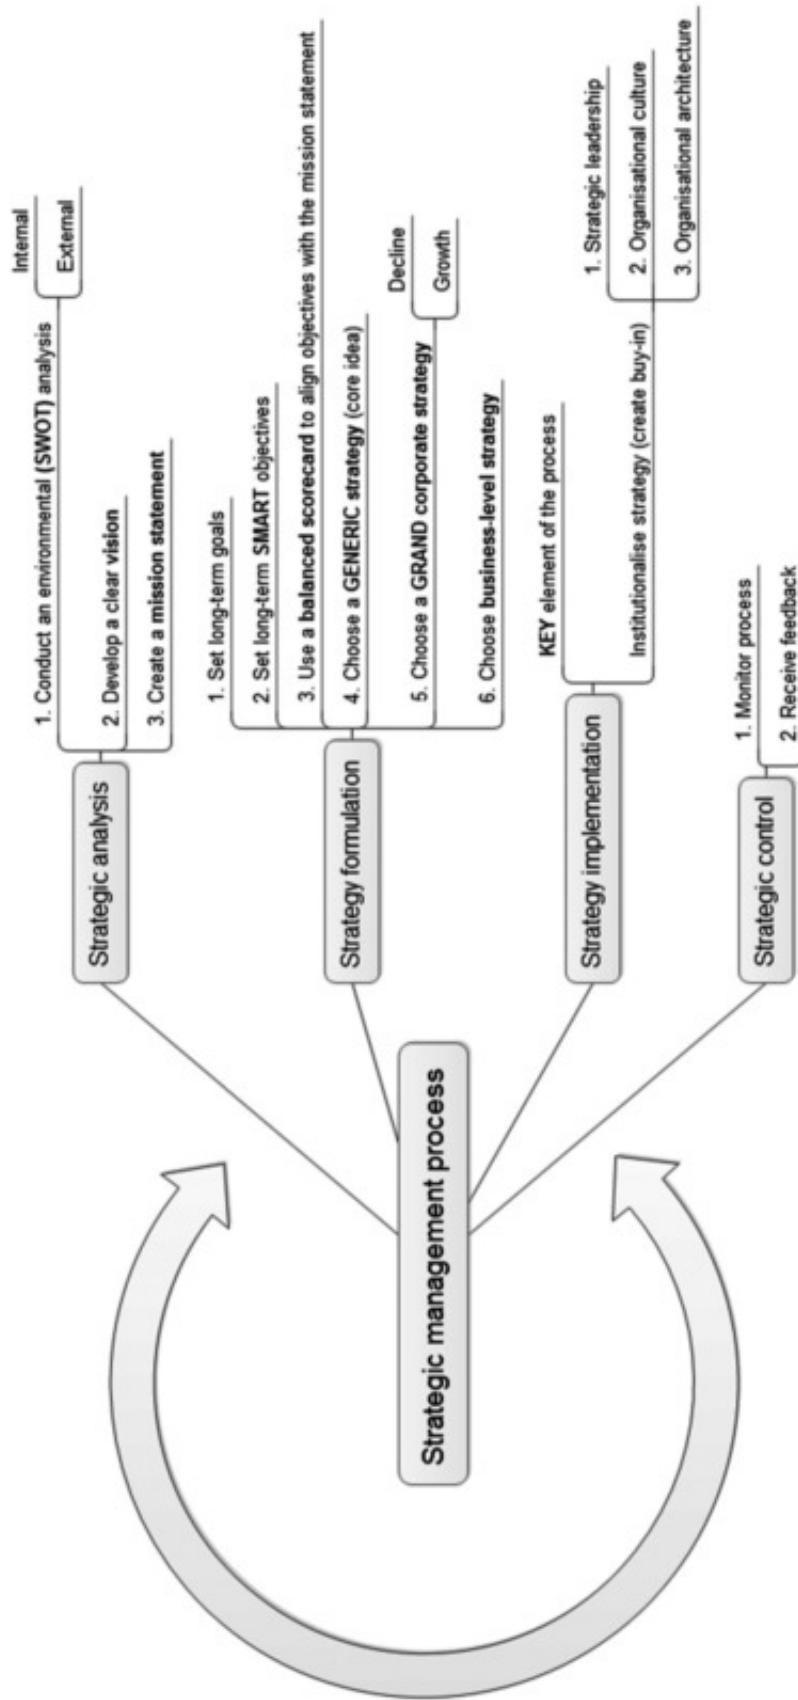 Strategic management process
Strategic analysis
1. Conduct an environmental (SWOT) analysis
Internal
External
2. Develop a clear vision
3. Create a mission statement
Strategy formulation
1. Set long-term goals
2. Set long-term SMART objectives
3. Use a balanced scorecard to align objectives with the mission statement
4. Choose a GENERIC strategy (core idea)
5. Choose a GRAND corporate strategy
Decline
Growth
6. Choose business-level strategy
Strategy implementation
KEY element of the process
Institutionalise strategy (create buy-in)
1. Strategic leadership
2. Organisational culture
3. Organisational architecture
Strategic control
1. Monitor process
2. Receive feedback